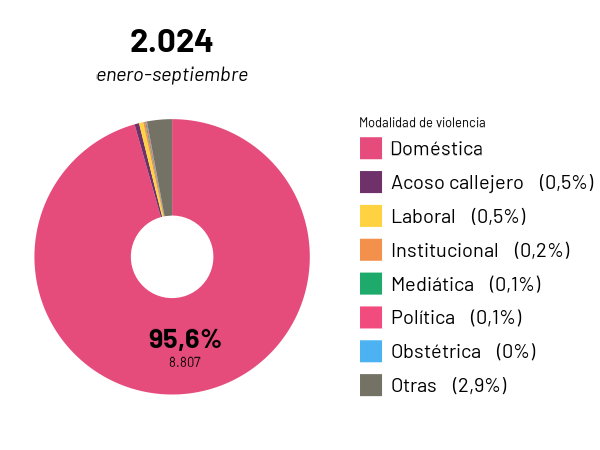 2.024
enero-septiembre
95,6%
8.807
Modalidad de violencia
Doméstica
Acoso callejero (0,5%)
Laboral (0,5%)
Institucional (0,2%)
Mediática (0,1%)
Política (0,1%)
Obstétrica (0%)
Otras (2,9%)